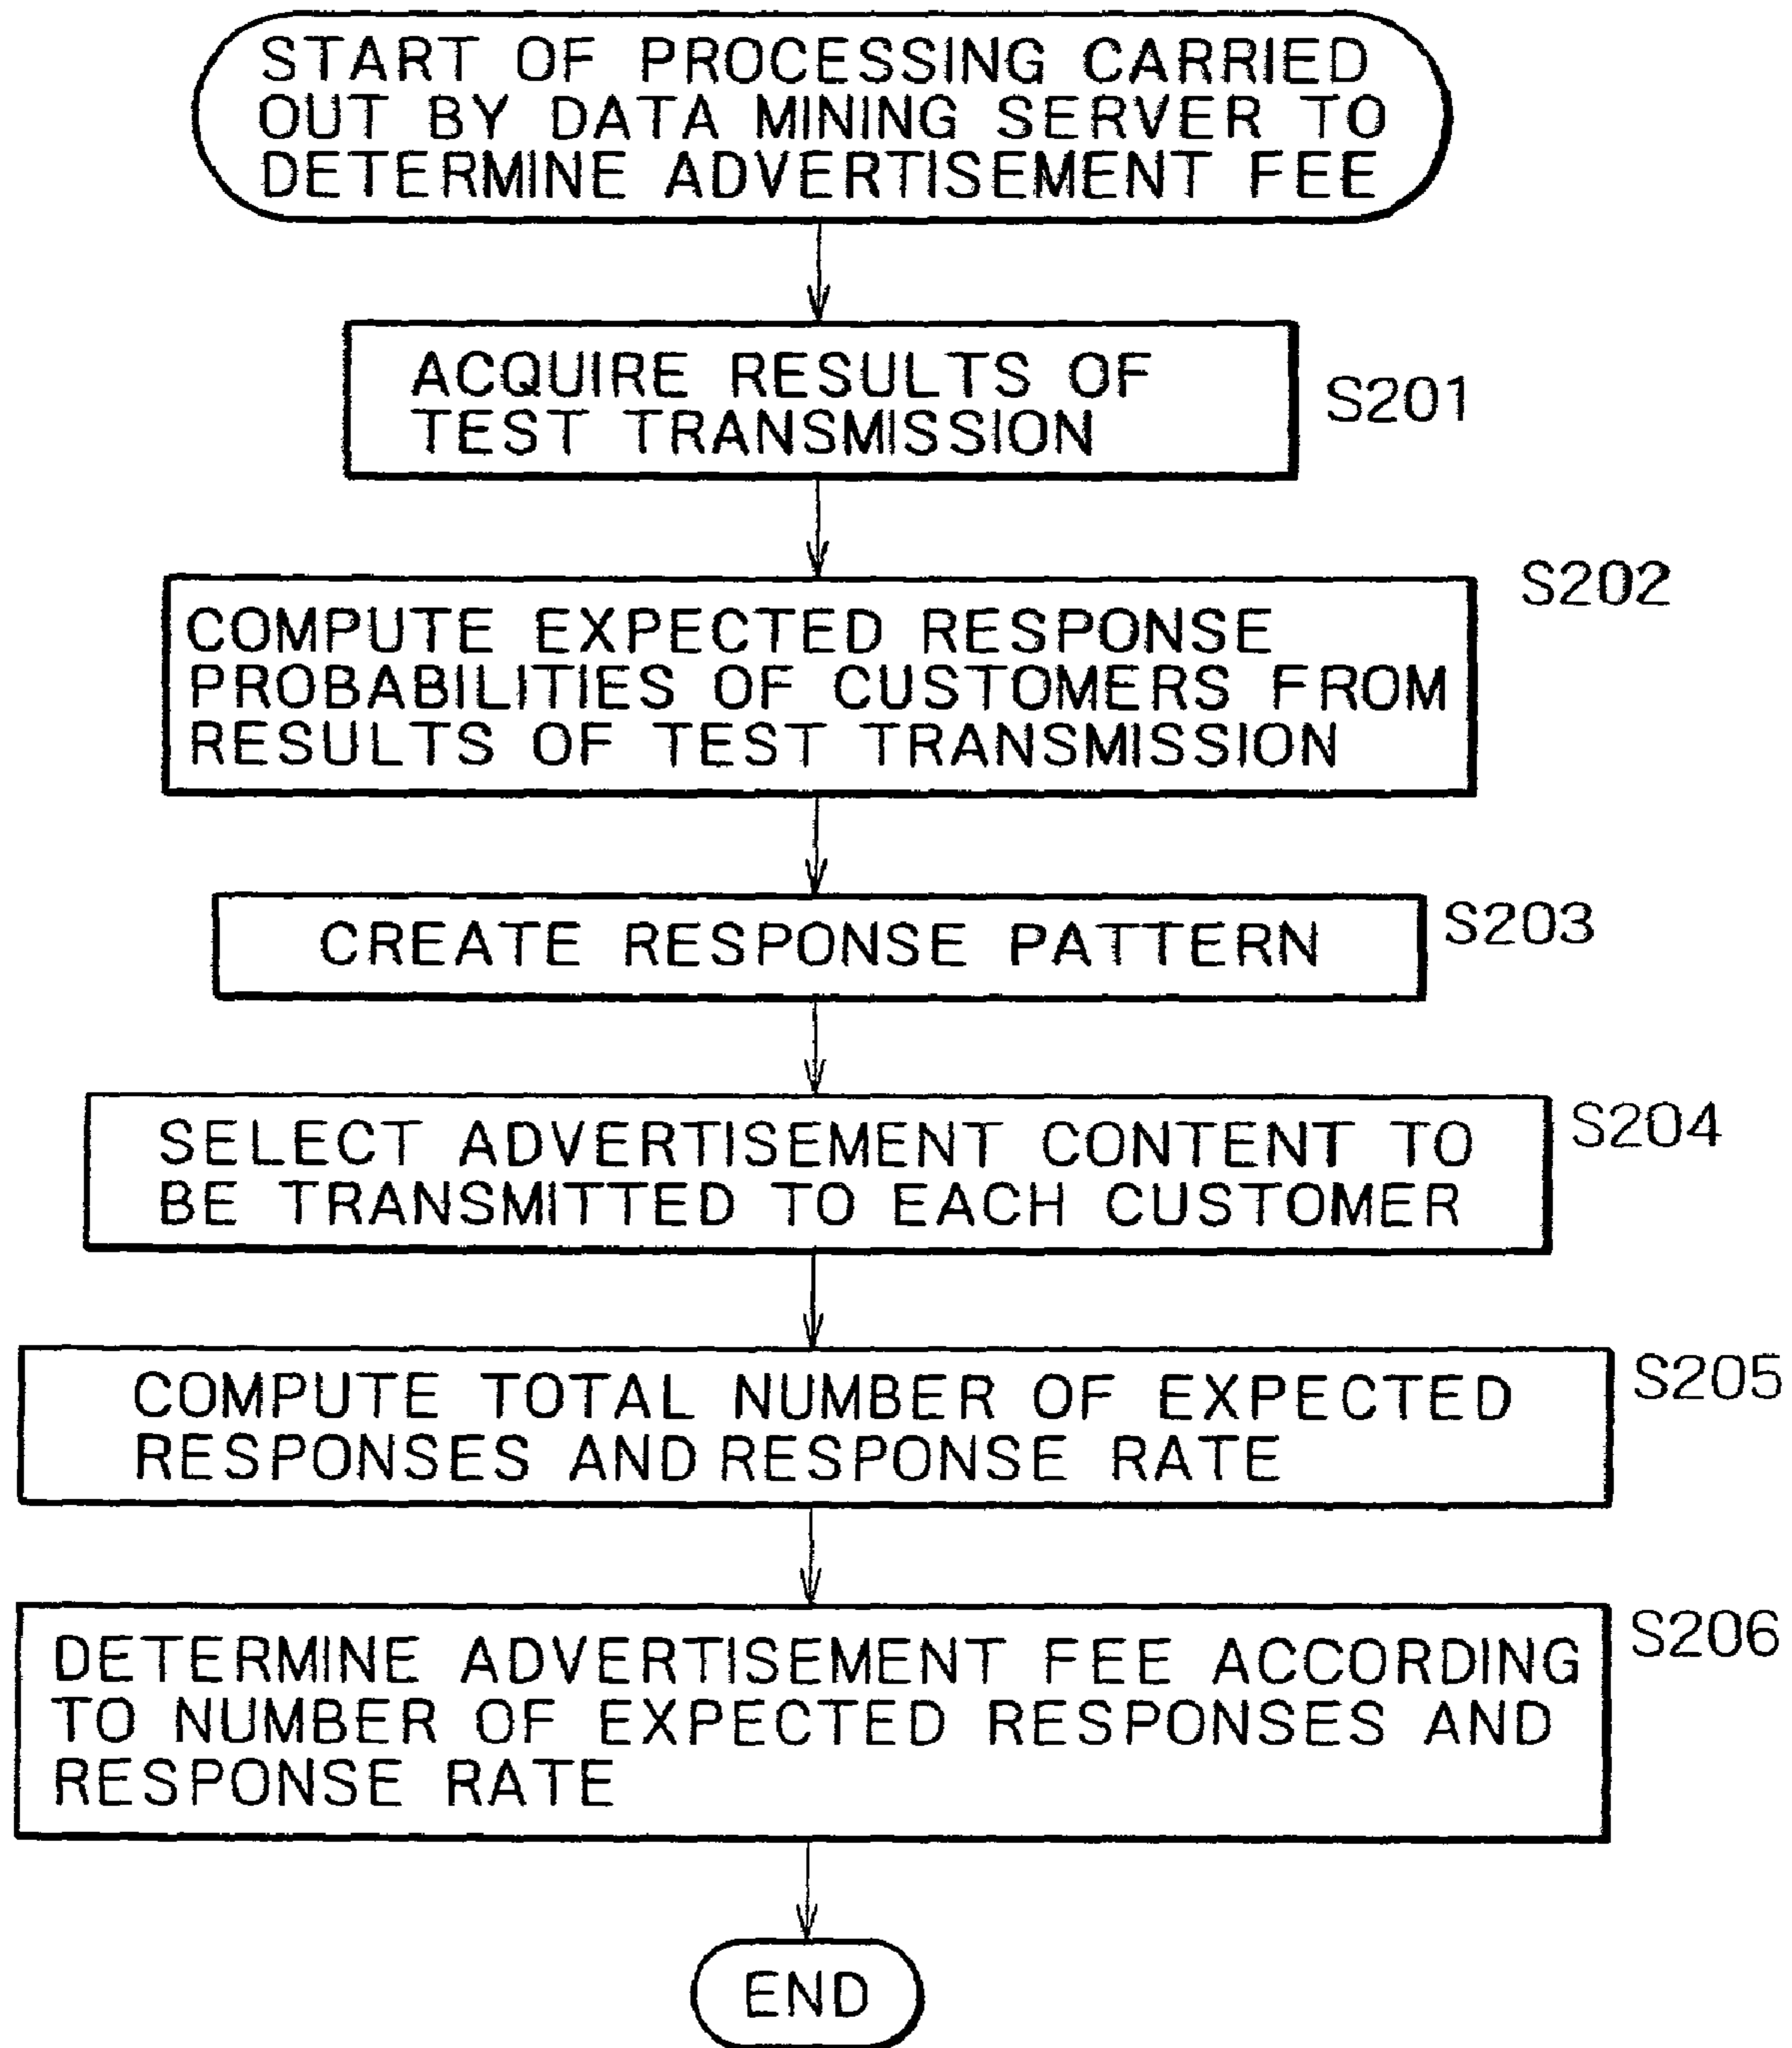 START OF PROCESSING CARRIED
OUT BY DATA MINING SERVER TO
DETERMINE ADVERTISEMENT FEE
ACQUIRE RESULTS OF
TEST TRANSMISSION
S201
S202
COMPUTE EXPECTED RESPONSE
PROBABILITIES OF CUSTOMERS FROM
RESULTS OF TEST TRANSMISSION
CREATE RESPONSE PATTERN
S203
SELECT ADVERTISEMENT CONTENT TO
BE TRANSMITTED TO EACH CUSTOMER
S204
COMPUTE TOTAL NUMBER OF EXPECTED
RESPONSES AND RESPONSE RATE
S205
DETERMINE ADVERTISEMENT FEE ACCORDING
TO NUMBER OF EXPECTED RESPONSES AND
RESPONSE RATE
S206
END